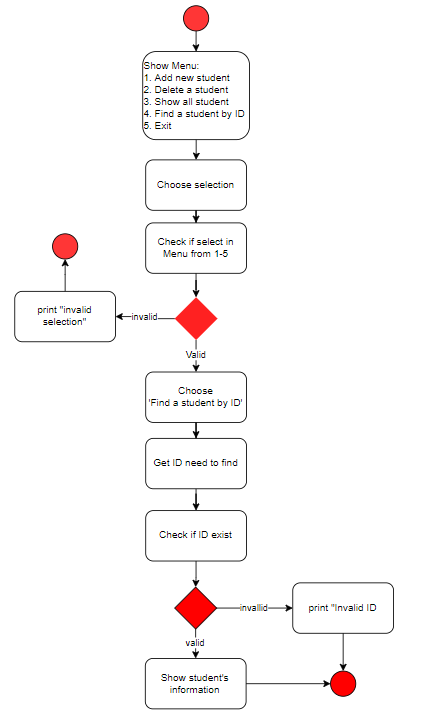 Show Menu:
1. Add new student
2. Delete a student
3. Show all student
4. Find a student by ID
5. Exit
Choose selection
Check if select in
Menu from 1-5
invalid
print "invalid
selection"
Valid
Choose
'Find a student by ID'
Get ID need to find
Check if ID exist
invallid
print "Invalid ID
valid
Show student's
information